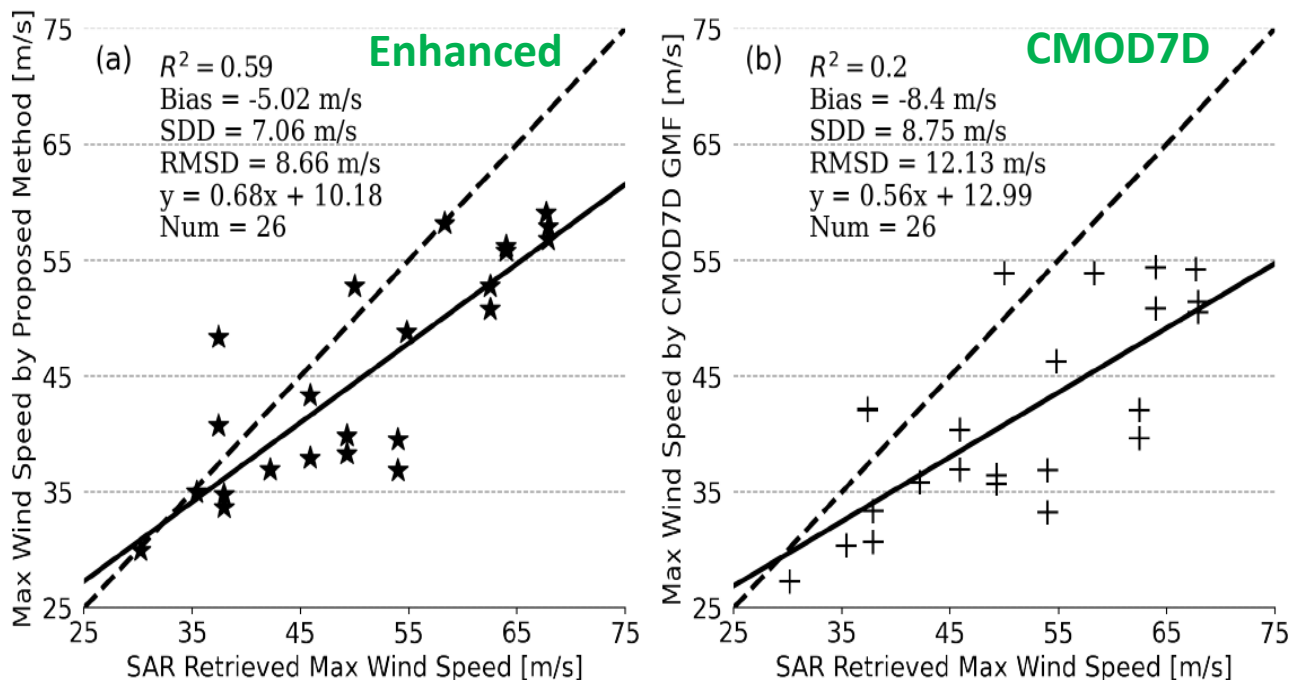 Max Wind Speed by Proposed Method [m/s]
75
65
55
45
35
25
(a)
Enhanced
R² = 0.59
Bias = -5.02 m/s
SDD = 7.06 m/s
RMSD = 8.66 m/s
y = 0.68x + 10.18
Num = 26
25 35 45 55 65 75
SAR Retrieved Max Wind Speed [m/s]
Max Wind Speed by CMOD7D GMF [m/s]
75
65
55
45
35
25
(b)
CMOD7D
R² = 0.2
Bias = -8.4 m/s
SDD = 8.75 m/s
RMSD = 12.13 m/s
y = 0.56x + 12.99
Num = 26
25 35 45 55 65 75
SAR Retrieved Max Wind Speed [m/s]